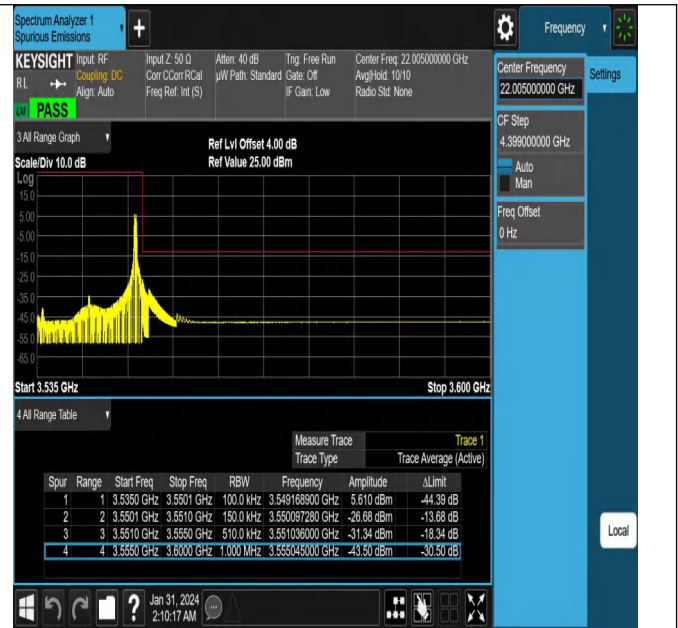 Spectrum Analyzer 1
Spurious Emissions
+
Frequency
KEYSIGHT
RL
Input: RF
Coupling: DC
Align: Auto
Input Z: 50 Ω
Corr CCorr RCal
Freq Ref: Int (S)
Atten: 40 dB
µW Path: Standard
Trig: Free Run
Gate: Off
IF Gain: Low
Center Freq: 22.005000000 GHz
Avg|Hold: 10/10
Radio Std: None
PASS
Center Frequency
22.005000000 GHz
Settings
CF Step
4.399000000 GHz
Auto
Man
Freq Offset
0 Hz
3 All Range Graph
Scale/Div 10.0 dB
Ref Lvl Offset 4.00 dB
Ref Value 25.00 dBm
Log
15.0
5.00
-5.00
-15.0
-25.0
-35.0
-45.0
-55.0
-65.0
Start 3.535 GHz
Stop 3.600 GHz
4 All Range Table
Measure Trace Trace 1
Trace Type Trace Average (Active)
Spur Range Start Freq Stop Freq RBW Frequency Amplitude ΔLimit
1 1 3.5350 GHz 3.5501 GHz 100.0 kHz 3.549168900 GHz 5.610 dBm -44.39 dB
2 2 3.5501 GHz 3.5510 GHz 150.0 kHz 3.550097280 GHz -26.68 dBm -13.68 dB
3 3 3.5510 GHz 3.5550 GHz 510.0 kHz 3.551036000 GHz -31.34 dBm -18.34 dB
4 4 3.5550 GHz 3.6000 GHz 1.000 MHz 3.555045000 GHz -43.50 dBm -30.50 dB
Local
?
Jan 31, 2024
2:10:17 AM